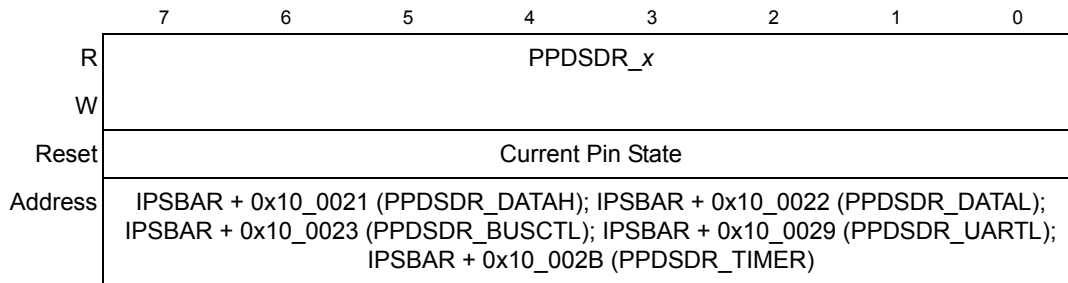 7 6 5 4 3 2 1 0
R PPDSDR_x
W
Reset Current Pin State
Address IPSBAR + 0x10_0021 (PPDSDR_DATAH); IPSBAR + 0x10_0022 (PPDSDR_DATAL);
IPSBAR + 0x10_0023 (PPDSDR_BUSCTL); IPSBAR + 0x10_0029 (PPDSDR_UARTL);
IPSBAR + 0x10_002B (PPDSDR_TIMER)